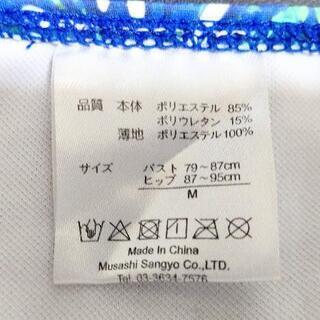 品質 本体 ポリエステル 85%
ポリウレタン 15%
薄地 ポリエステル100%
サイズ バスト 79～87cm
ヒップ 87～95cm
M
Made In China
Musashi Sangyo Co.,LTD.
Tel 03-3634-7576